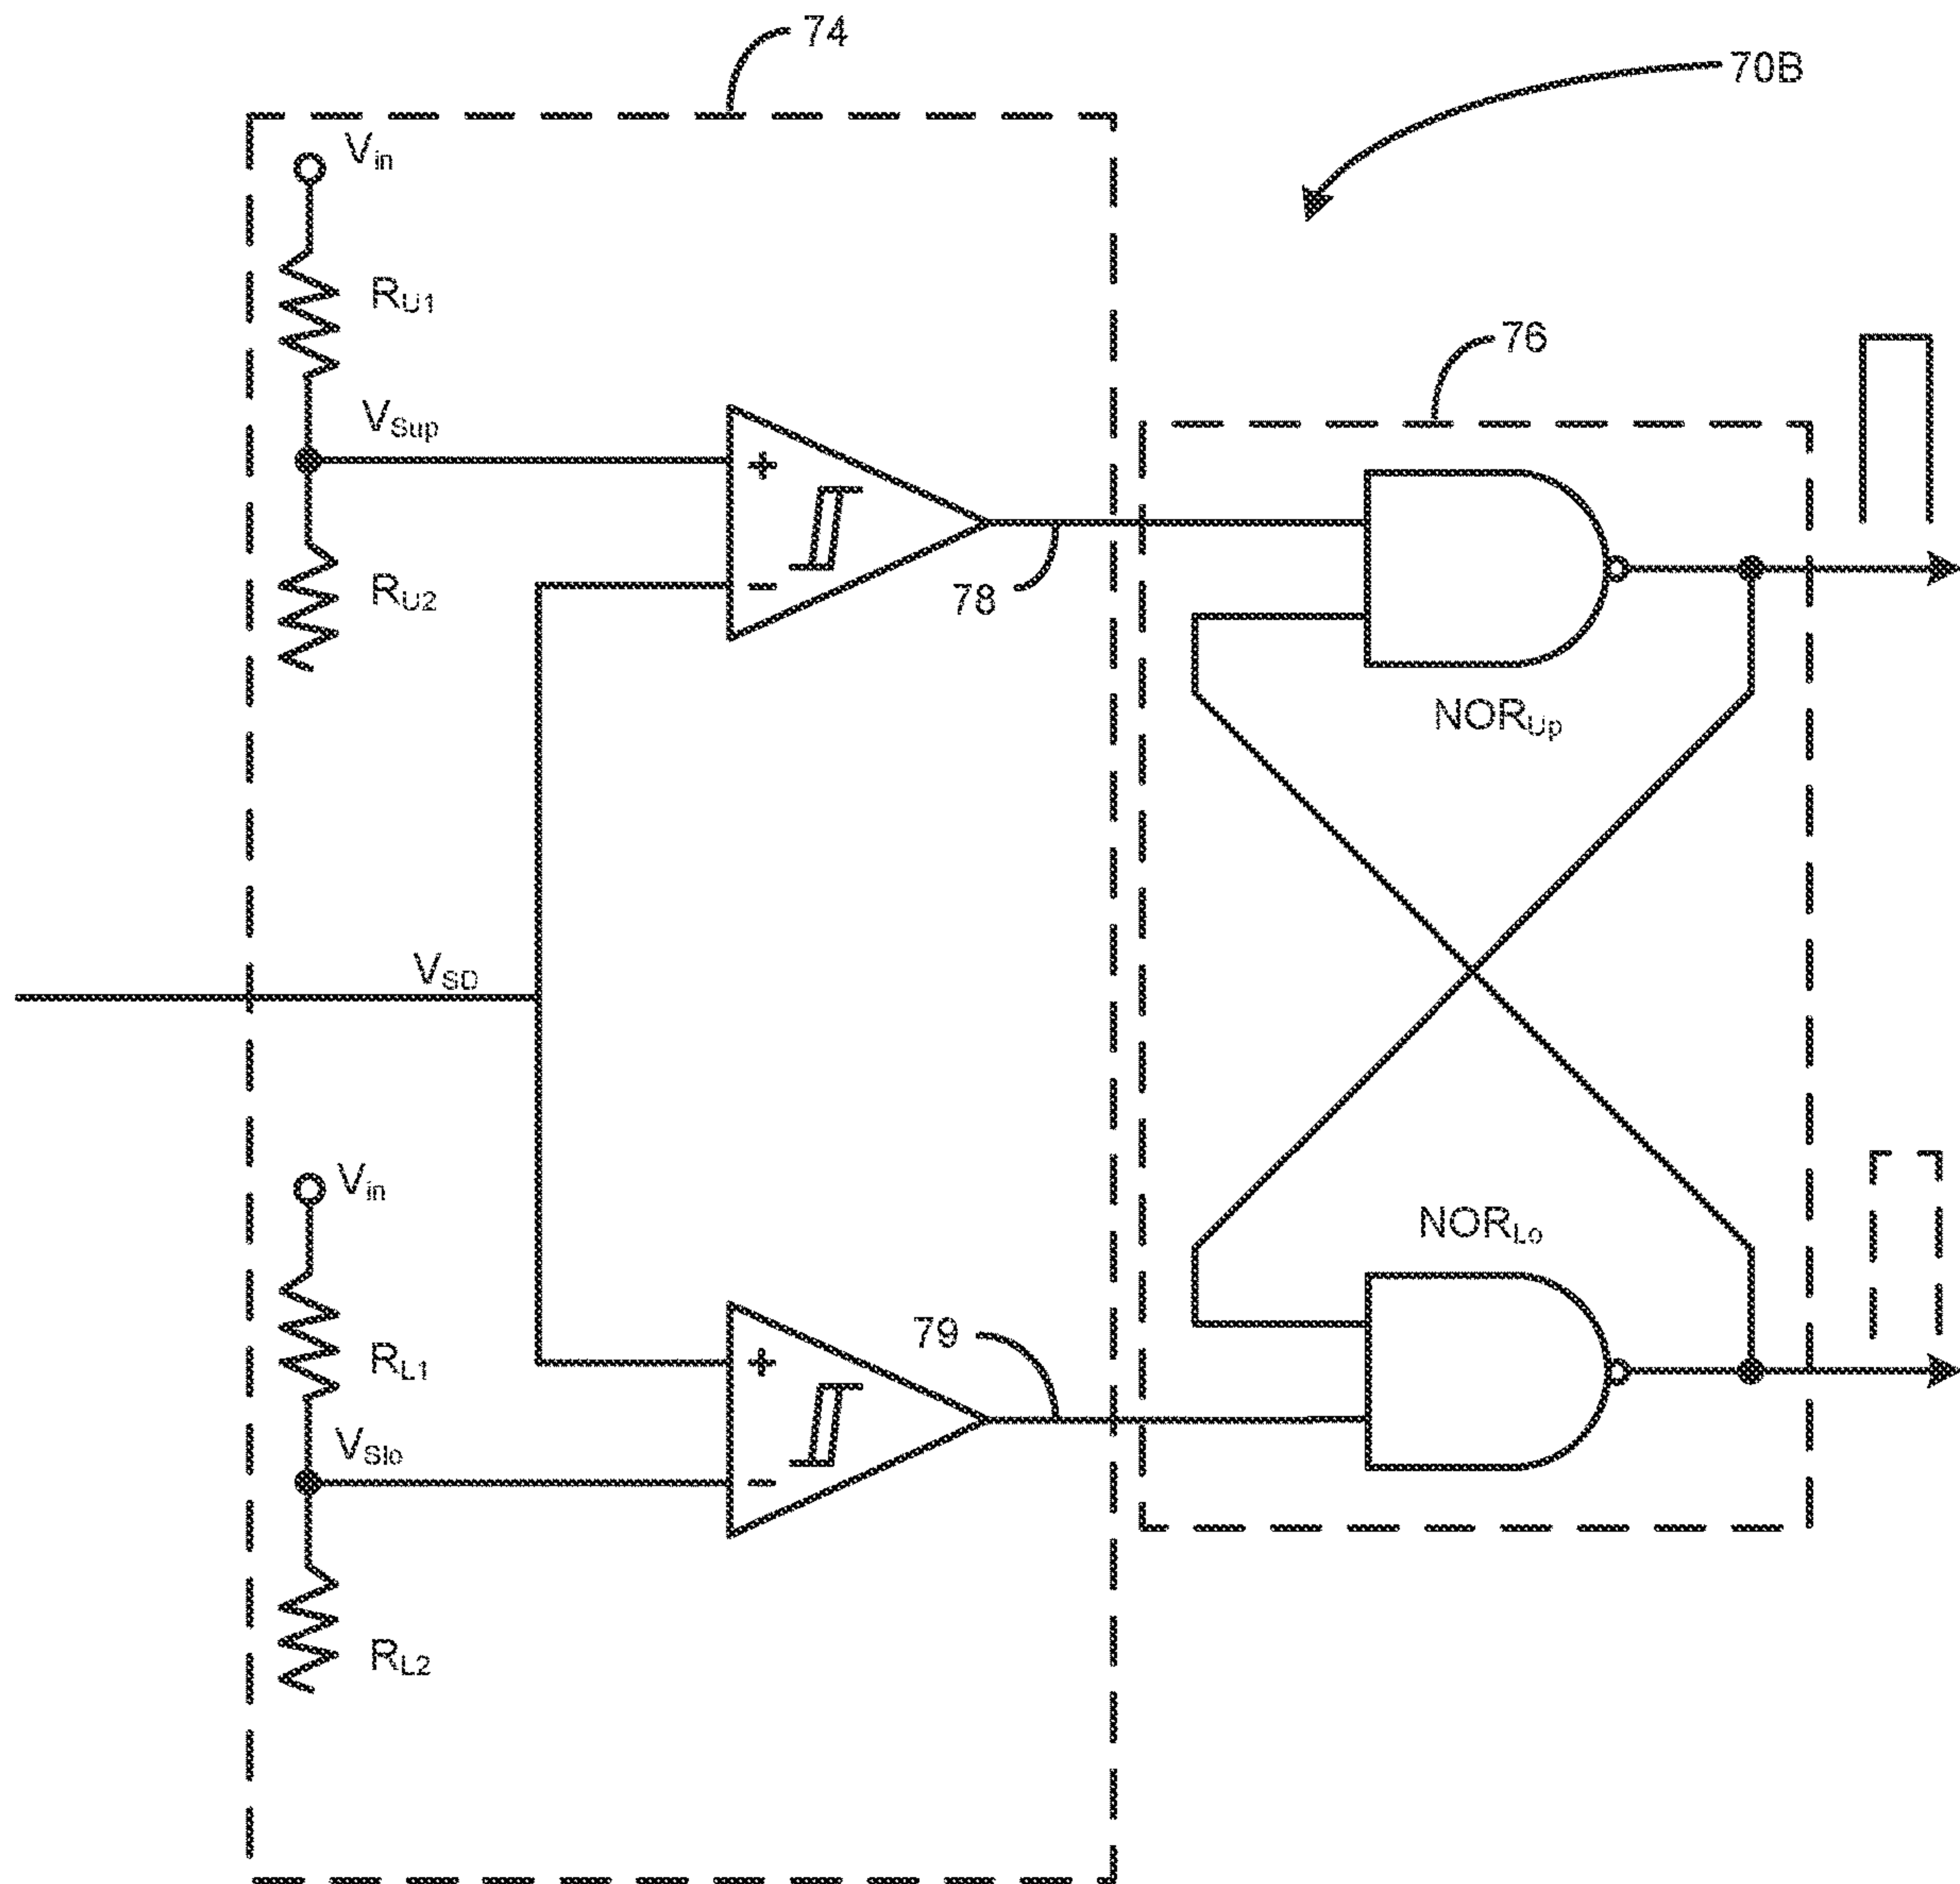 74
70B
Vin
RU1
76
VSup
+
RU2
-
78
NORUp
VSD
Vin
NORLo
79
RL1
+
VSlo
-
RL2